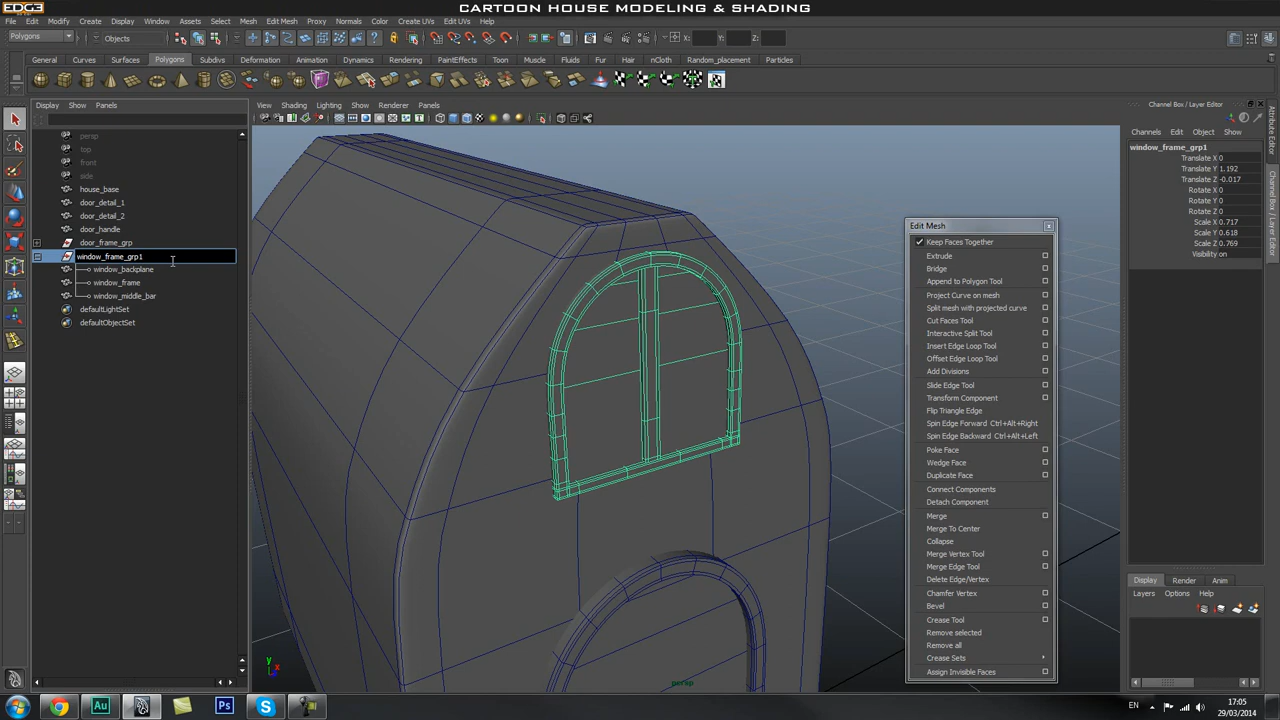 EDGE
CARTOON HOUSE MODELING & SHADING
File Edit Modify Create Display Window Assets Select Mesh Edit Mesh Proxy Normals Color Create UVs Edit UVs Help
Polygons Objects X: Y: Z:
General Curves Surfaces Polygons Subdivs Deformation Animation Dynamics Rendering PaintEffects Toon Muscle Fluids Fur Hair nCloth Random_placement Particles
Display Show Panels
View Shading Lighting Show Renderer Panels
Channel Box / Layer Editor
Channels Edit Object Show
persp
top
front
side
house_base
door_detail_1
door_detail_2
door_handle
door_frame_grp
window_frame_grp1
window_backplane
window_frame
window_middle_bar
defaultLightSet
defaultObjectSet
Edit Mesh
Keep Faces Together
Extrude
Bridge
Append to Polygon Tool
Project Curve on mesh
Split mesh with projected curve
Cut Faces Tool
Interactive Split Tool
Insert Edge Loop Tool
Offset Edge Loop Tool
Add Divisions
Slide Edge Tool
Transform Component
Flip Triangle Edge
Spin Edge Forward Ctrl+Alt+Right
Spin Edge Backward Ctrl+Alt+Left
Poke Face
Wedge Face
Duplicate Face
Connect Components
Detach Component
Merge
Merge To Center
Collapse
Merge Vertex Tool
Merge Edge Tool
Delete Edge/Vertex
Chamfer Vertex
Bevel
Crease Tool
Remove selected
Remove all
Crease Sets
Assign Invisible Faces
window_frame_grp1
Translate X 0
Translate Y 1.192
Translate Z -0.017
Rotate X 0
Rotate Y 0
Rotate Z 0
Scale X 0.717
Scale Y 0.618
Scale Z 0.769
Visibility on
Attribute Editor
Channel Box / Layer Editor
Display Render Anim
Layers Options Help
y
x
z
persp
Au
Ps
S
EN
17:05
29/03/2014